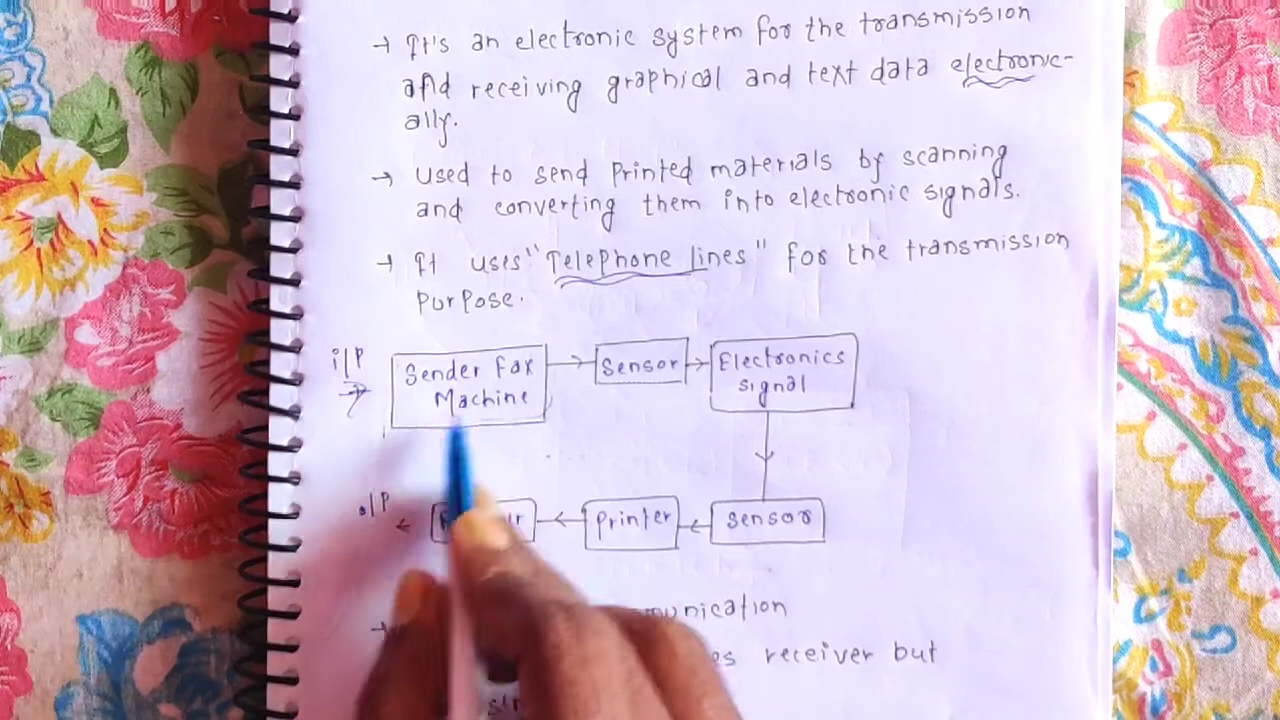 → It's an electronic system for the transmission
and receiving graphical and text data electronic-
ally.
→ Used to send Printed materials by scanning
and converting them into electronic signals.
→ It uses "Telephone lines" for the transmission
purpose.
i/p
Sender Fax
Machine
Sensor
Electronics
signal
o/p
Printer
Sensor
receiver but